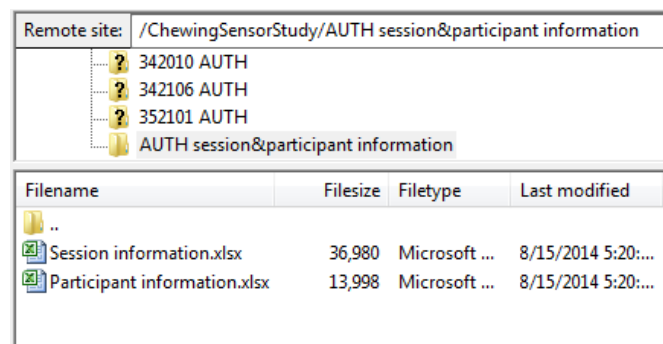 Remote site: /ChewingSensorStudy/AUTH session&participant information
342010 AUTH
342106 AUTH
352101 AUTH
AUTH session&participant information
Filename Filesize Filetype Last modified
..
Session information.xlsx 36,980 Microsoft ... 8/15/2014 5:20:...
Participant information.xlsx 13,998 Microsoft ... 8/15/2014 5:20:...